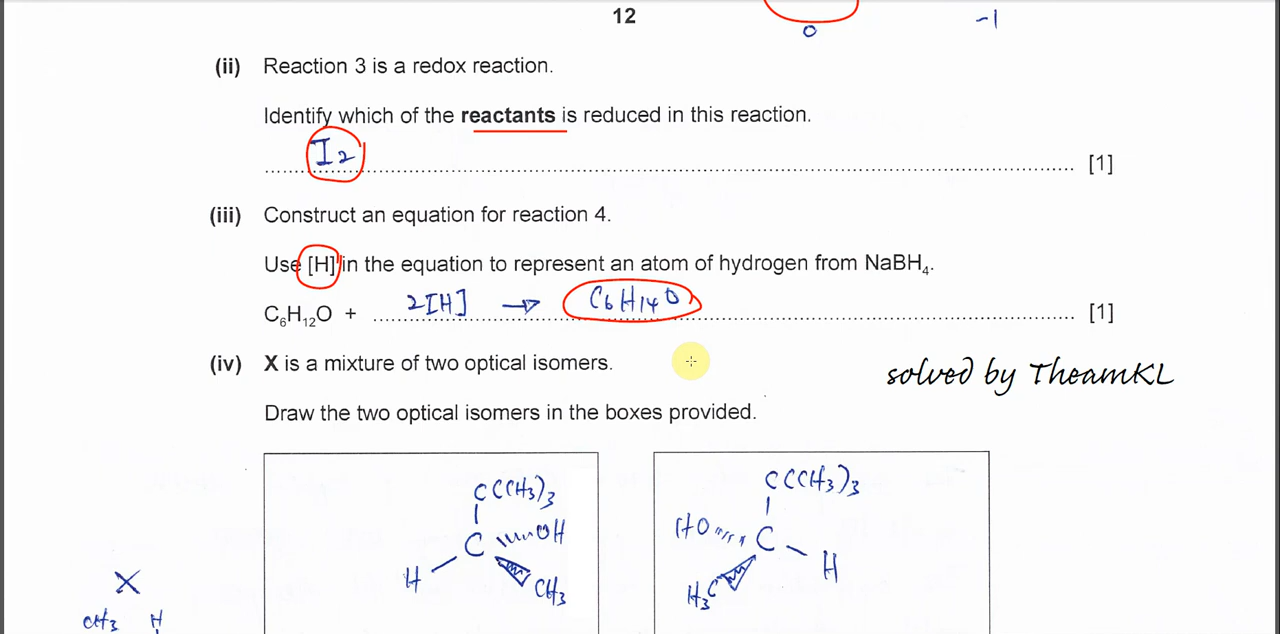 12
0 -1
(ii) Reaction 3 is a redox reaction.
Identify which of the reactants is reduced in this reaction.
I₂
........................................ [1]
(iii) Construct an equation for reaction 4.
Use [H] in the equation to represent an atom of hydrogen from NaBH₄.
C₆H₁₂O + 2[H] → C₆H₁₄O [1]
(iv) X is a mixture of two optical isomers.
solved by TheamKL
Draw the two optical isomers in the boxes provided.
C(CH₃)₃ C(CH₃)₃
C OH HO C
H CH₃ H₃C H
X
CH₃ H